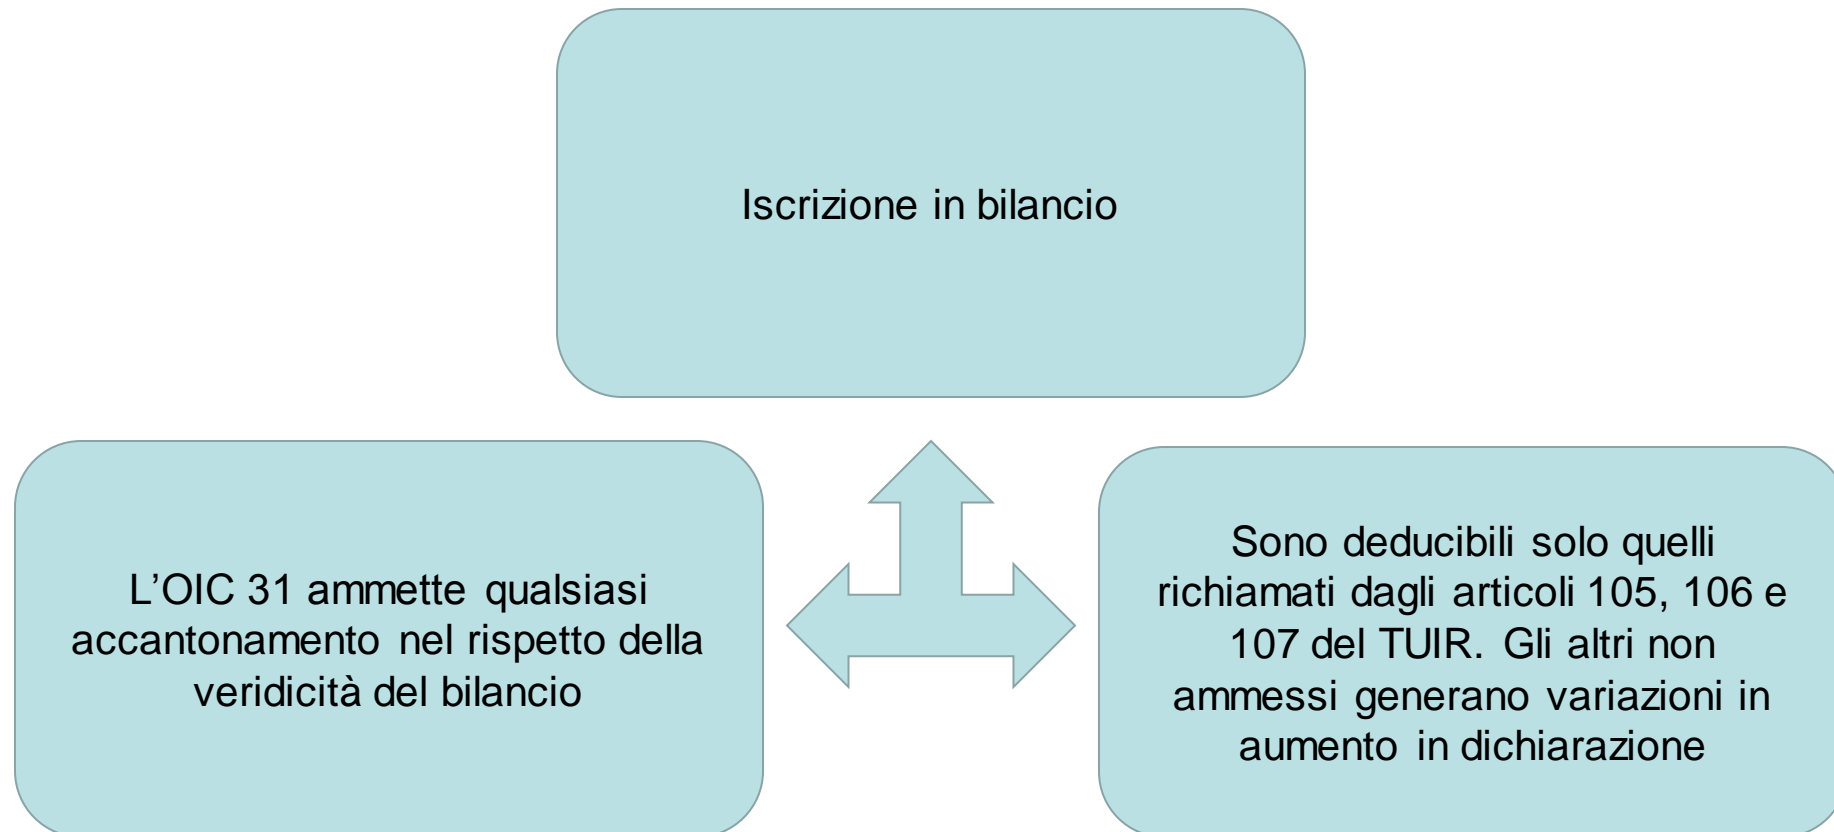 Iscrizione in bilancio
L’OIC 31 ammette qualsiasi
accantonamento nel rispetto della
veridicità del bilancio
Sono deducibili solo quelli
richiamati dagli articoli 105, 106 e
107 del TUIR. Gli altri non
ammessi generano variazioni in
aumento in dichiarazione